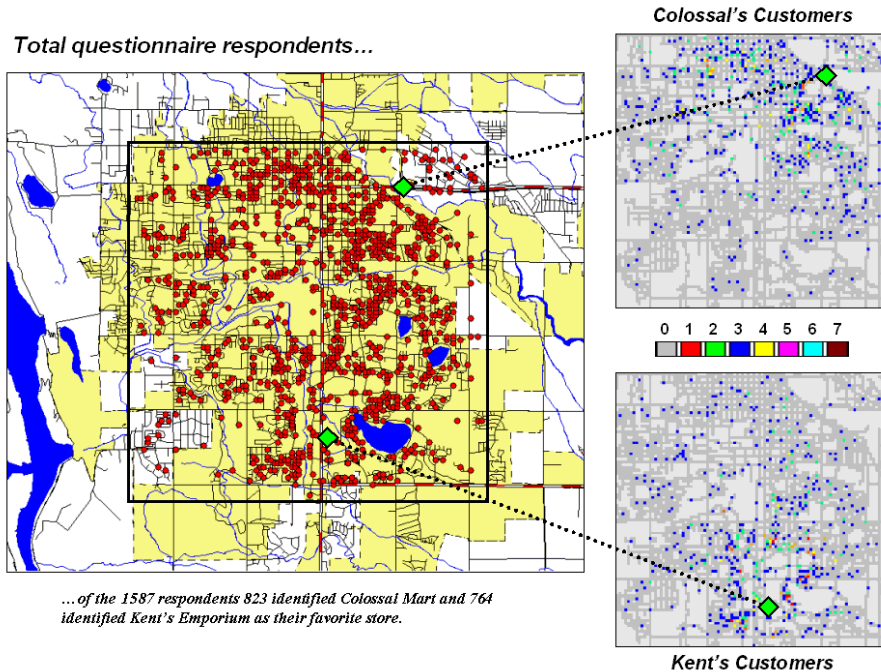 Colossal's Customers
Total questionnaire respondents...
0 1 2 3 4 5 6 7
...of the 1587 respondents 823 identified Colossal Mart and 764
identified Kent's Emporium as their favorite store.
Kent's Customers